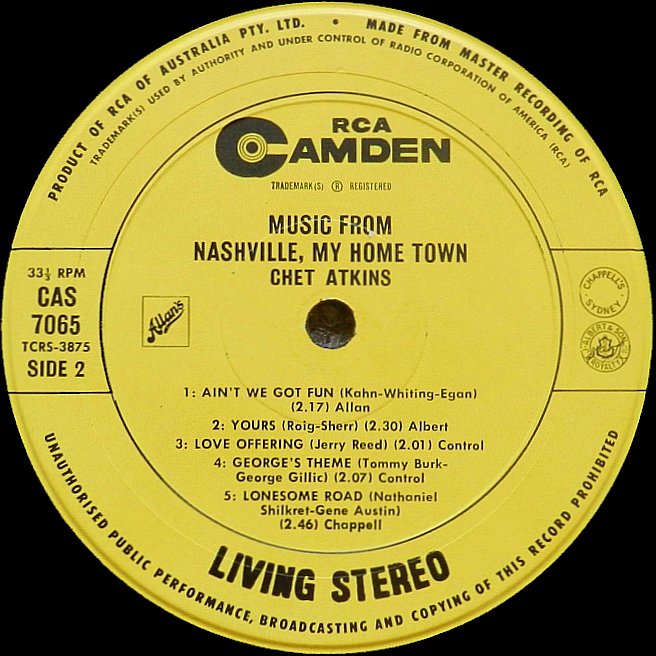 PRODUCT OF RCA OF AUSTRALIA PTY. LTD. • MADE FROM MASTER RECORDING OF RCA
TRADEMARK(S) USED BY AUTHORITY AND UNDER CONTROL OF RADIO CORPORATION OF AMERICA (RCA)
RCA
CAMDEN
TRADEMARK(S) ® REGISTERED
MUSIC FROM
NASHVILLE, MY HOME TOWN
CHET ATKINS
33⅓ RPM
CAS
7065
TCRS-3875
SIDE 2
Allan's
CHAPPELL'S
SYDNEY
ALBERT & SON
ROYALTY
1: AIN'T WE GOT FUN (Kahn-Whiting-Egan)
(2.17) Allan
2: YOURS (Roig-Sherr) (2.30) Albert
3: LOVE OFFERING (Jerry Reed) (2.01) Control
4: GEORGE'S THEME (Tommy Burk-
George Gillic) (2.07) Control
5: LONESOME ROAD (Nathaniel
Shilkret-Gene Austin)
(2.46) Chappell
LIVING STEREO
UNAUTHORISED PUBLIC PERFORMANCE, BROADCASTING AND COPYING OF THIS RECORD PROHIBITED